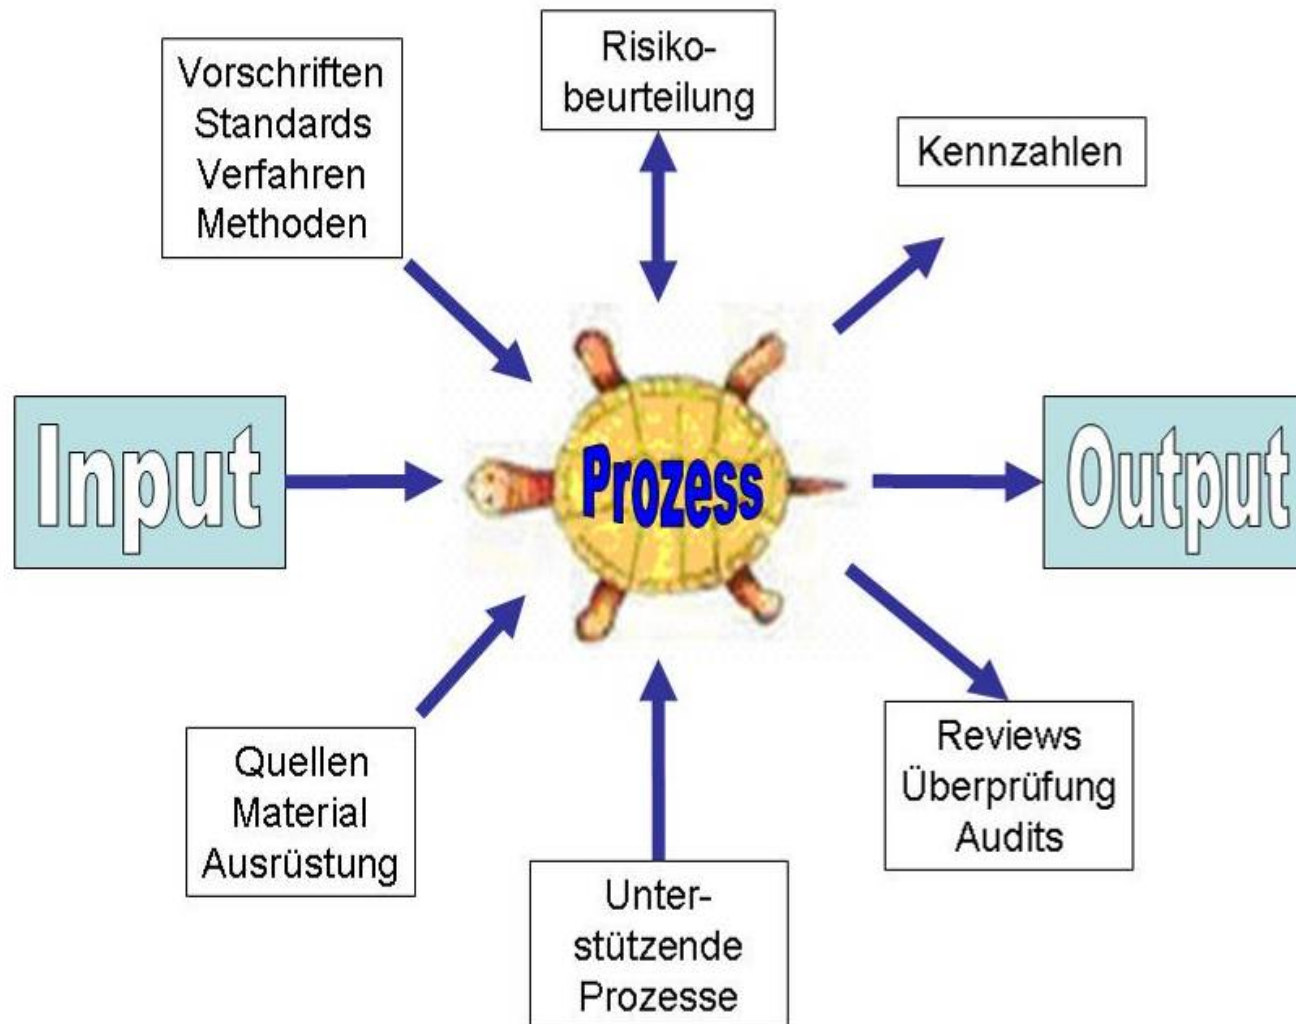 Vorschriften
Standards
Verfahren
Methoden
Risiko-
beurteilung
Kennzahlen
Input
Prozess
Output
Quellen
Material
Ausrüstung
Unter-
stützende
Prozesse
Reviews
Überprüfung
Audits